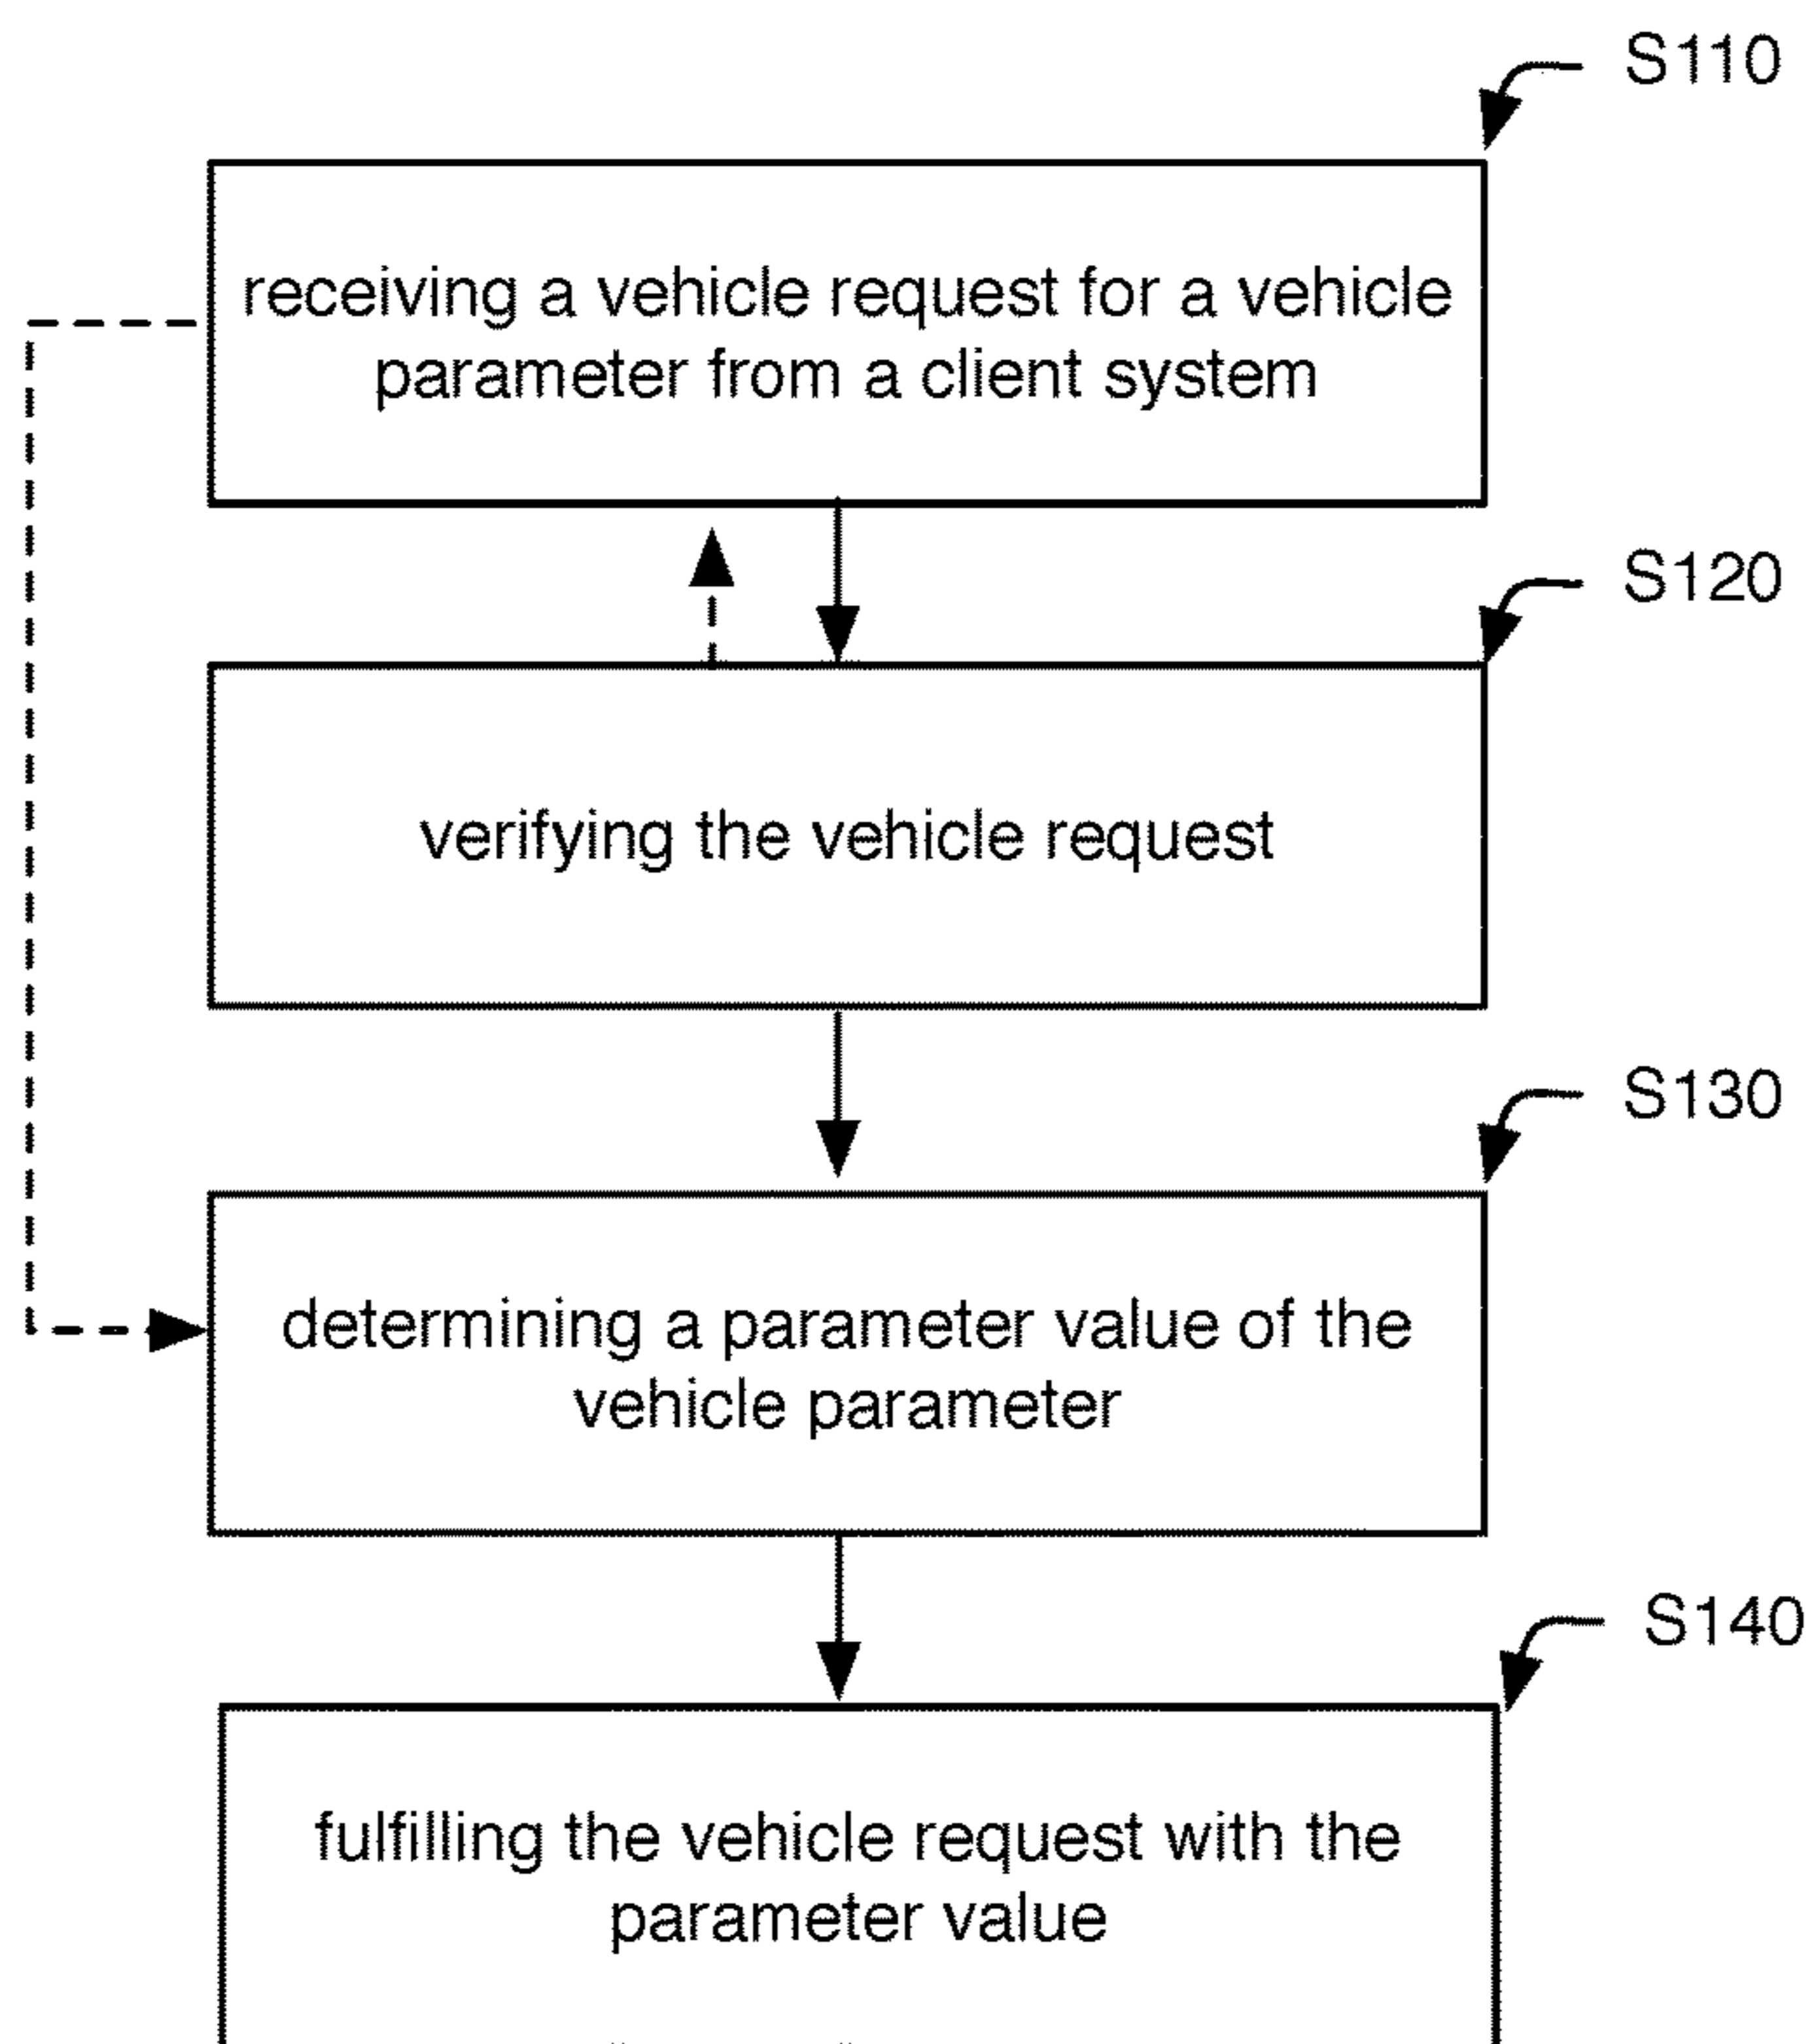 S110
receiving a vehicle request for a vehicle
parameter from a client system
S120
verifying the vehicle request
S130
determining a parameter value of the
vehicle parameter
S140
fulfilling the vehicle request with the
parameter value